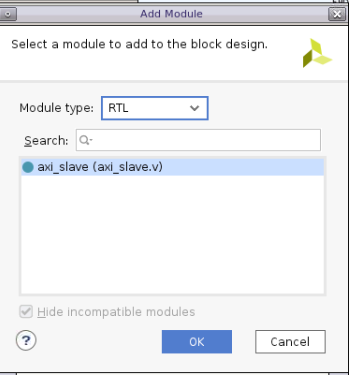 Add Module
Select a module to add to the block design.
Module type: RTL
Search: Q-
axi_slave (axi_slave.v)
Hide incompatible modules
? OK Cancel